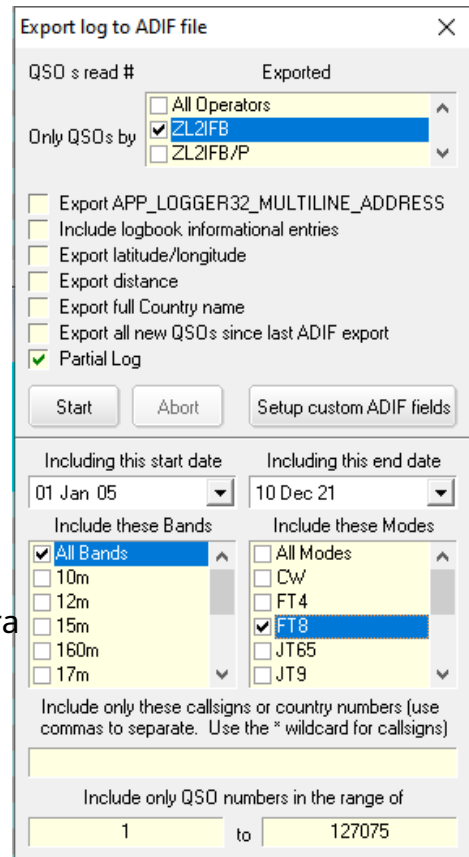 Export log to ADIF file
QSO s read # Exported
All Operators
Only QSOs by ZL2IFB
ZL2IFB/P
Export APP_LOGGER32_MULTILINE_ADDRESS
Include logbook informational entries
Export latitude/longitude
Export distance
Export full Country name
Export all new QSOs since last ADIF export
Partial Log
Start Abort Setup custom ADIF fields
Including this start date Including this end date
01 Jan 05 10 Dec 21
Include these Bands Include these Modes
All Bands All Modes
10m CW
12m FT4
ra 15m FT8
160m JT65
17m JT9
Include only these callsigns or country numbers (use
commas to separate. Use the * wildcard for callsigns)
Include only QSO numbers in the range of
1 to 127075